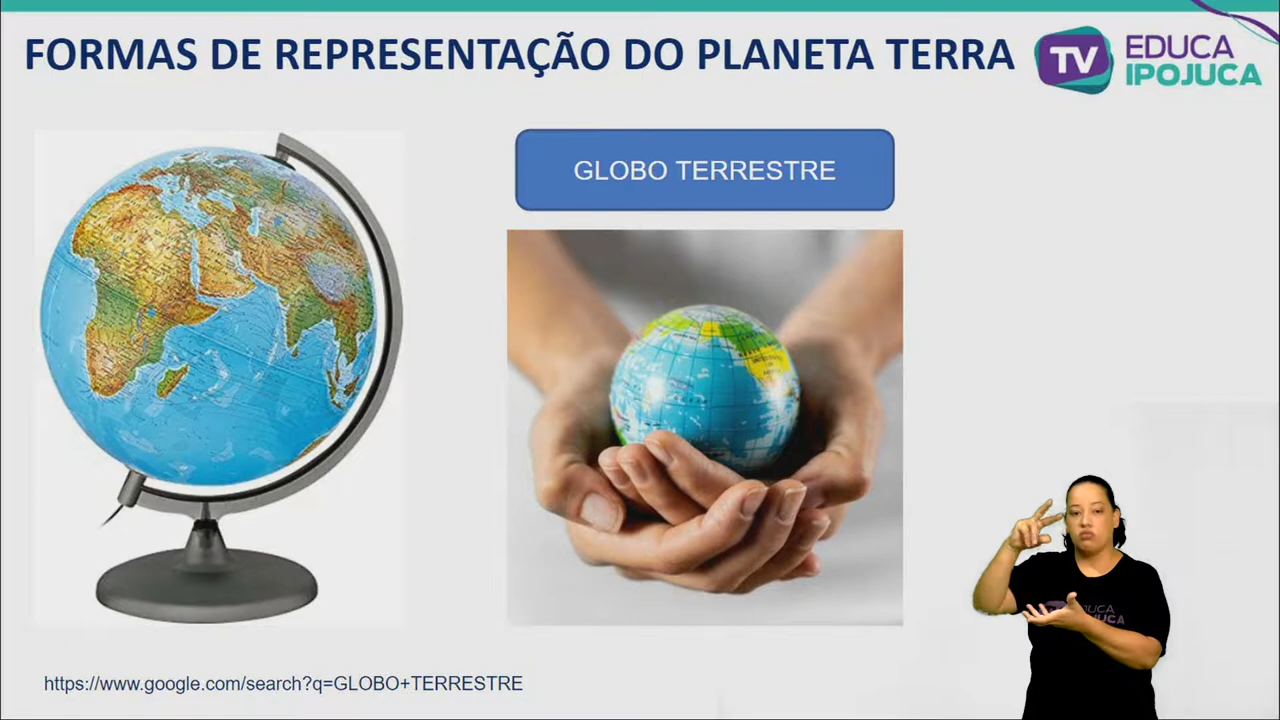 FORMAS DE REPRESENTAÇÃO DO PLANETA TERRA
TV
EDUCA
IPOJUCA
GLOBO TERRESTRE
https://www.google.com/search?q=GLOBO+TERRESTRE